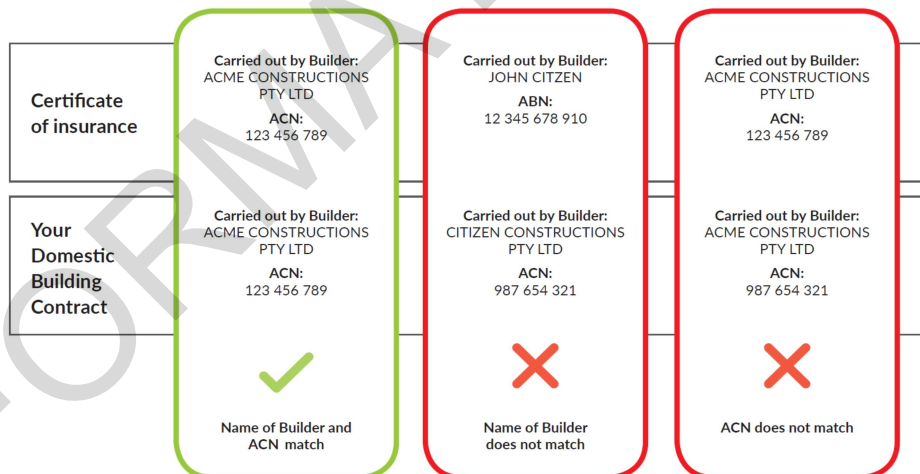 Certificate
of insurance
Carried out by Builder:
ACME CONSTRUCTIONS
PTY LTD
ACN:
123 456 789
Carried out by Builder:
JOHN CITZEN
ABN:
12 345 678 910
Carried out by Builder:
ACME CONSTRUCTIONS
PTY LTD
ACN:
123 456 789
Your
Domestic
Building
Contract
Carried out by Builder:
ACME CONSTRUCTIONS
PTY LTD
ACN:
123 456 789
Carried out by Builder:
CITIZEN CONSTRUCTIONS
PTY LTD
ACN:
987 654 321
Carried out by Builder:
ACME CONSTRUCTIONS
PTY LTD
ACN:
987 654 321
Name of Builder and
ACN match
Name of Builder
does not match
ACN does not match